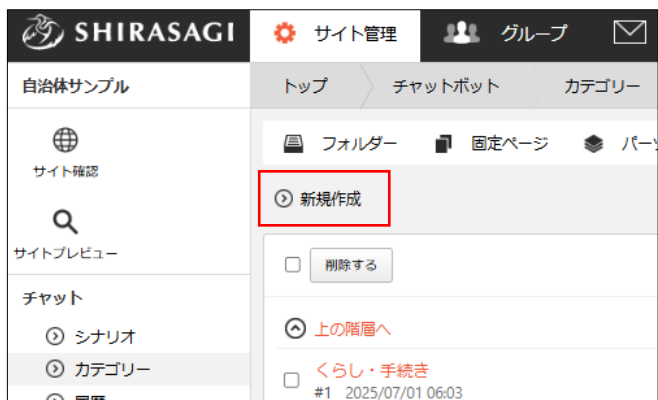 SHIRASAGI
サイト管理
グループ
自治体サンプル
トップ
チャットボット
カテゴリー
サイト確認
フォルダー
固定ページ
新規作成
サイトプレビュー
削除する
チャット
シナリオ
上の階層へ
カテゴリー
くらし・手続き
#1 2025/07/01 06:03